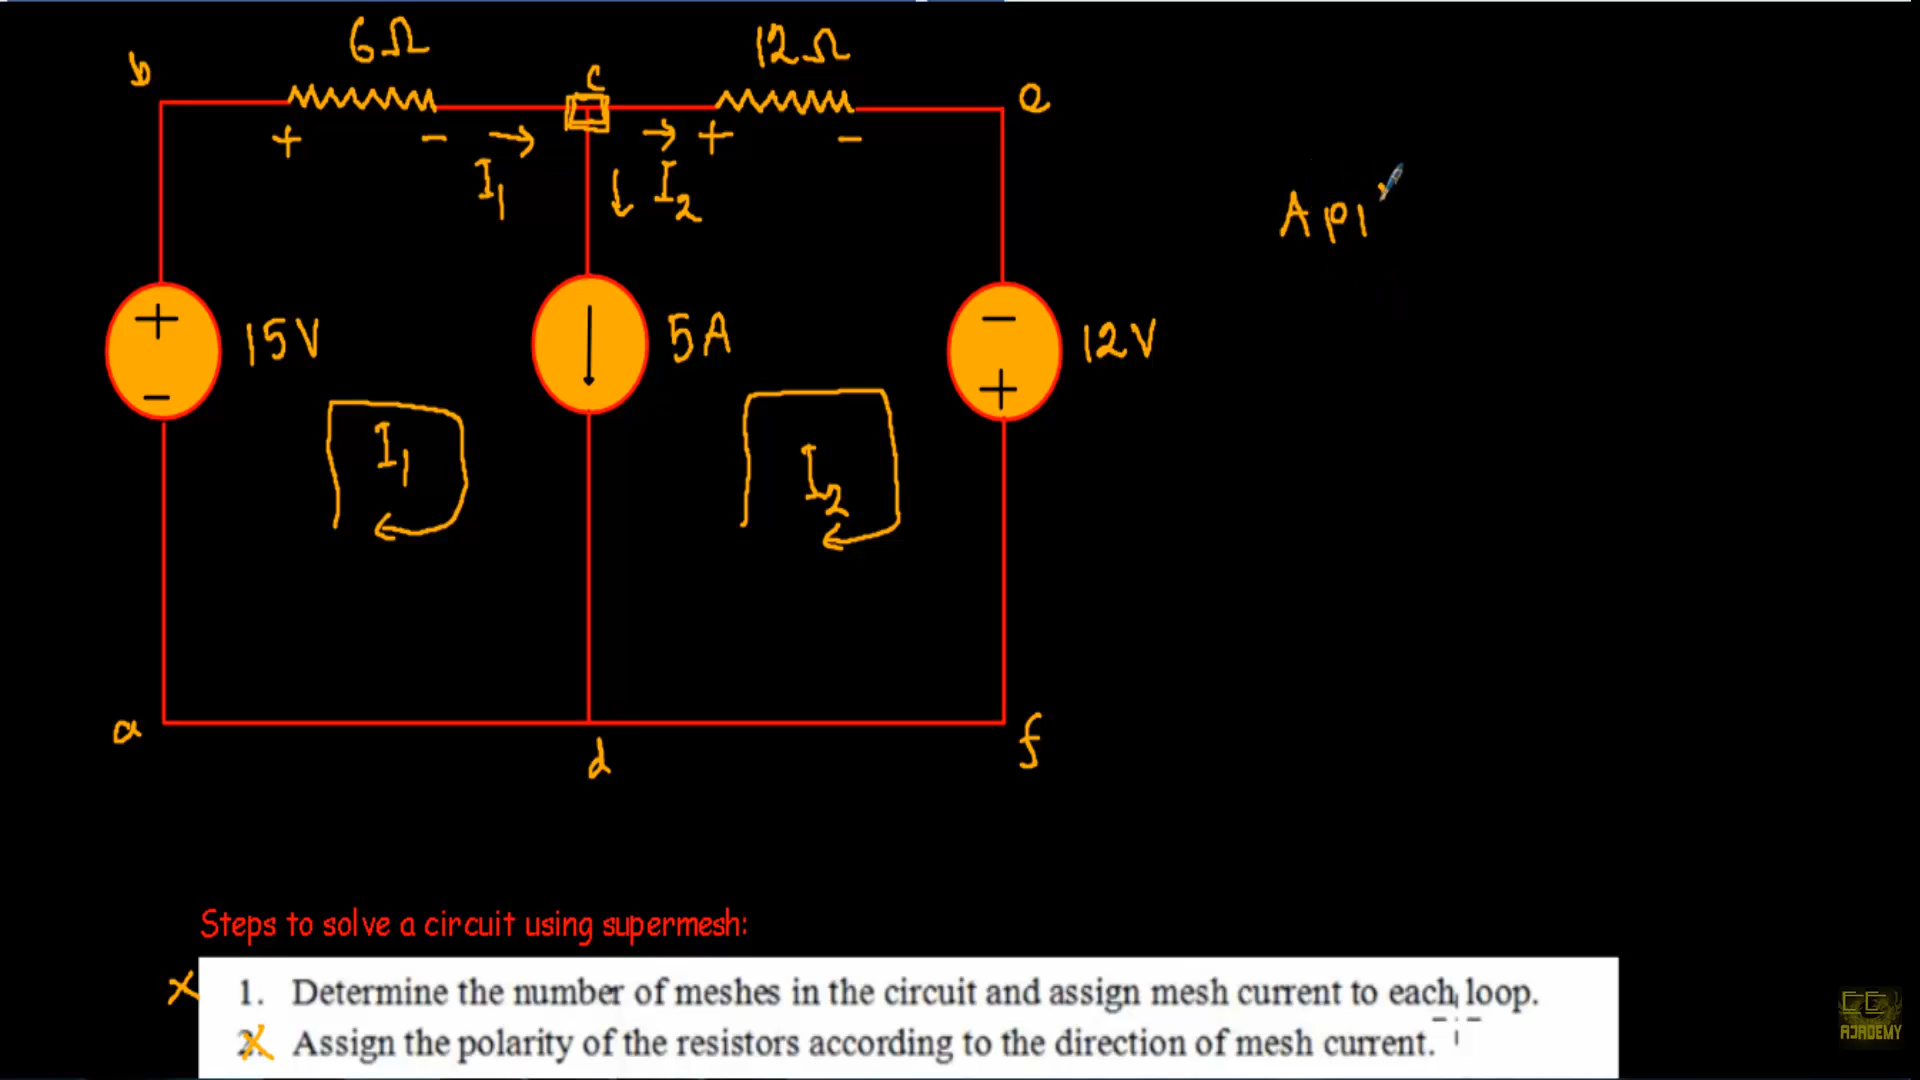 6Ω
12Ω
b
c
e
+
-
+
-
I1
I2
Api
+
-
15V
5A
-
+
12V
I1
I2
a
d
f
Steps to solve a circuit using supermesh:
x
1. Determine the number of meshes in the circuit and assign mesh current to each loop.
2. Assign the polarity of the resistors according to the direction of mesh current.